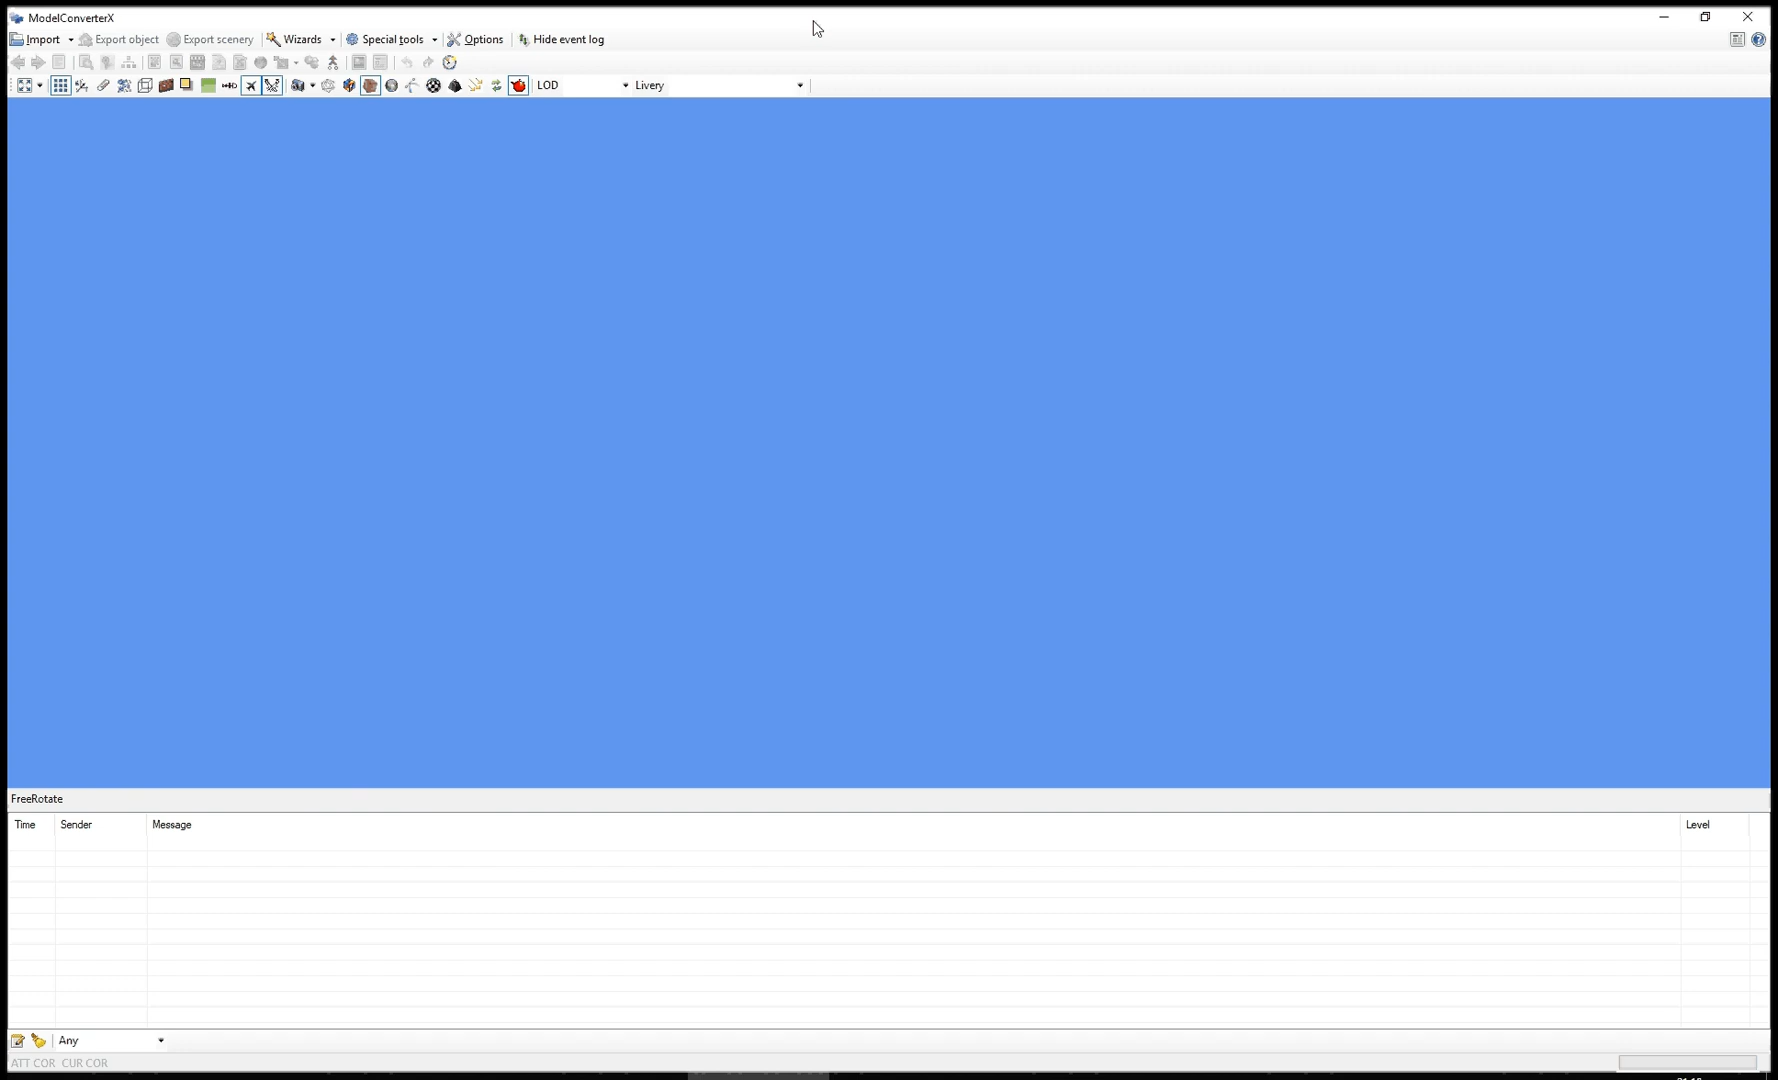 ModelConverterX
Import Export object Export scenery Wizards Special tools Options Hide event log
LOD Livery
FreeRotate
Time Sender Message Level
Any
ATT COR CUR COR